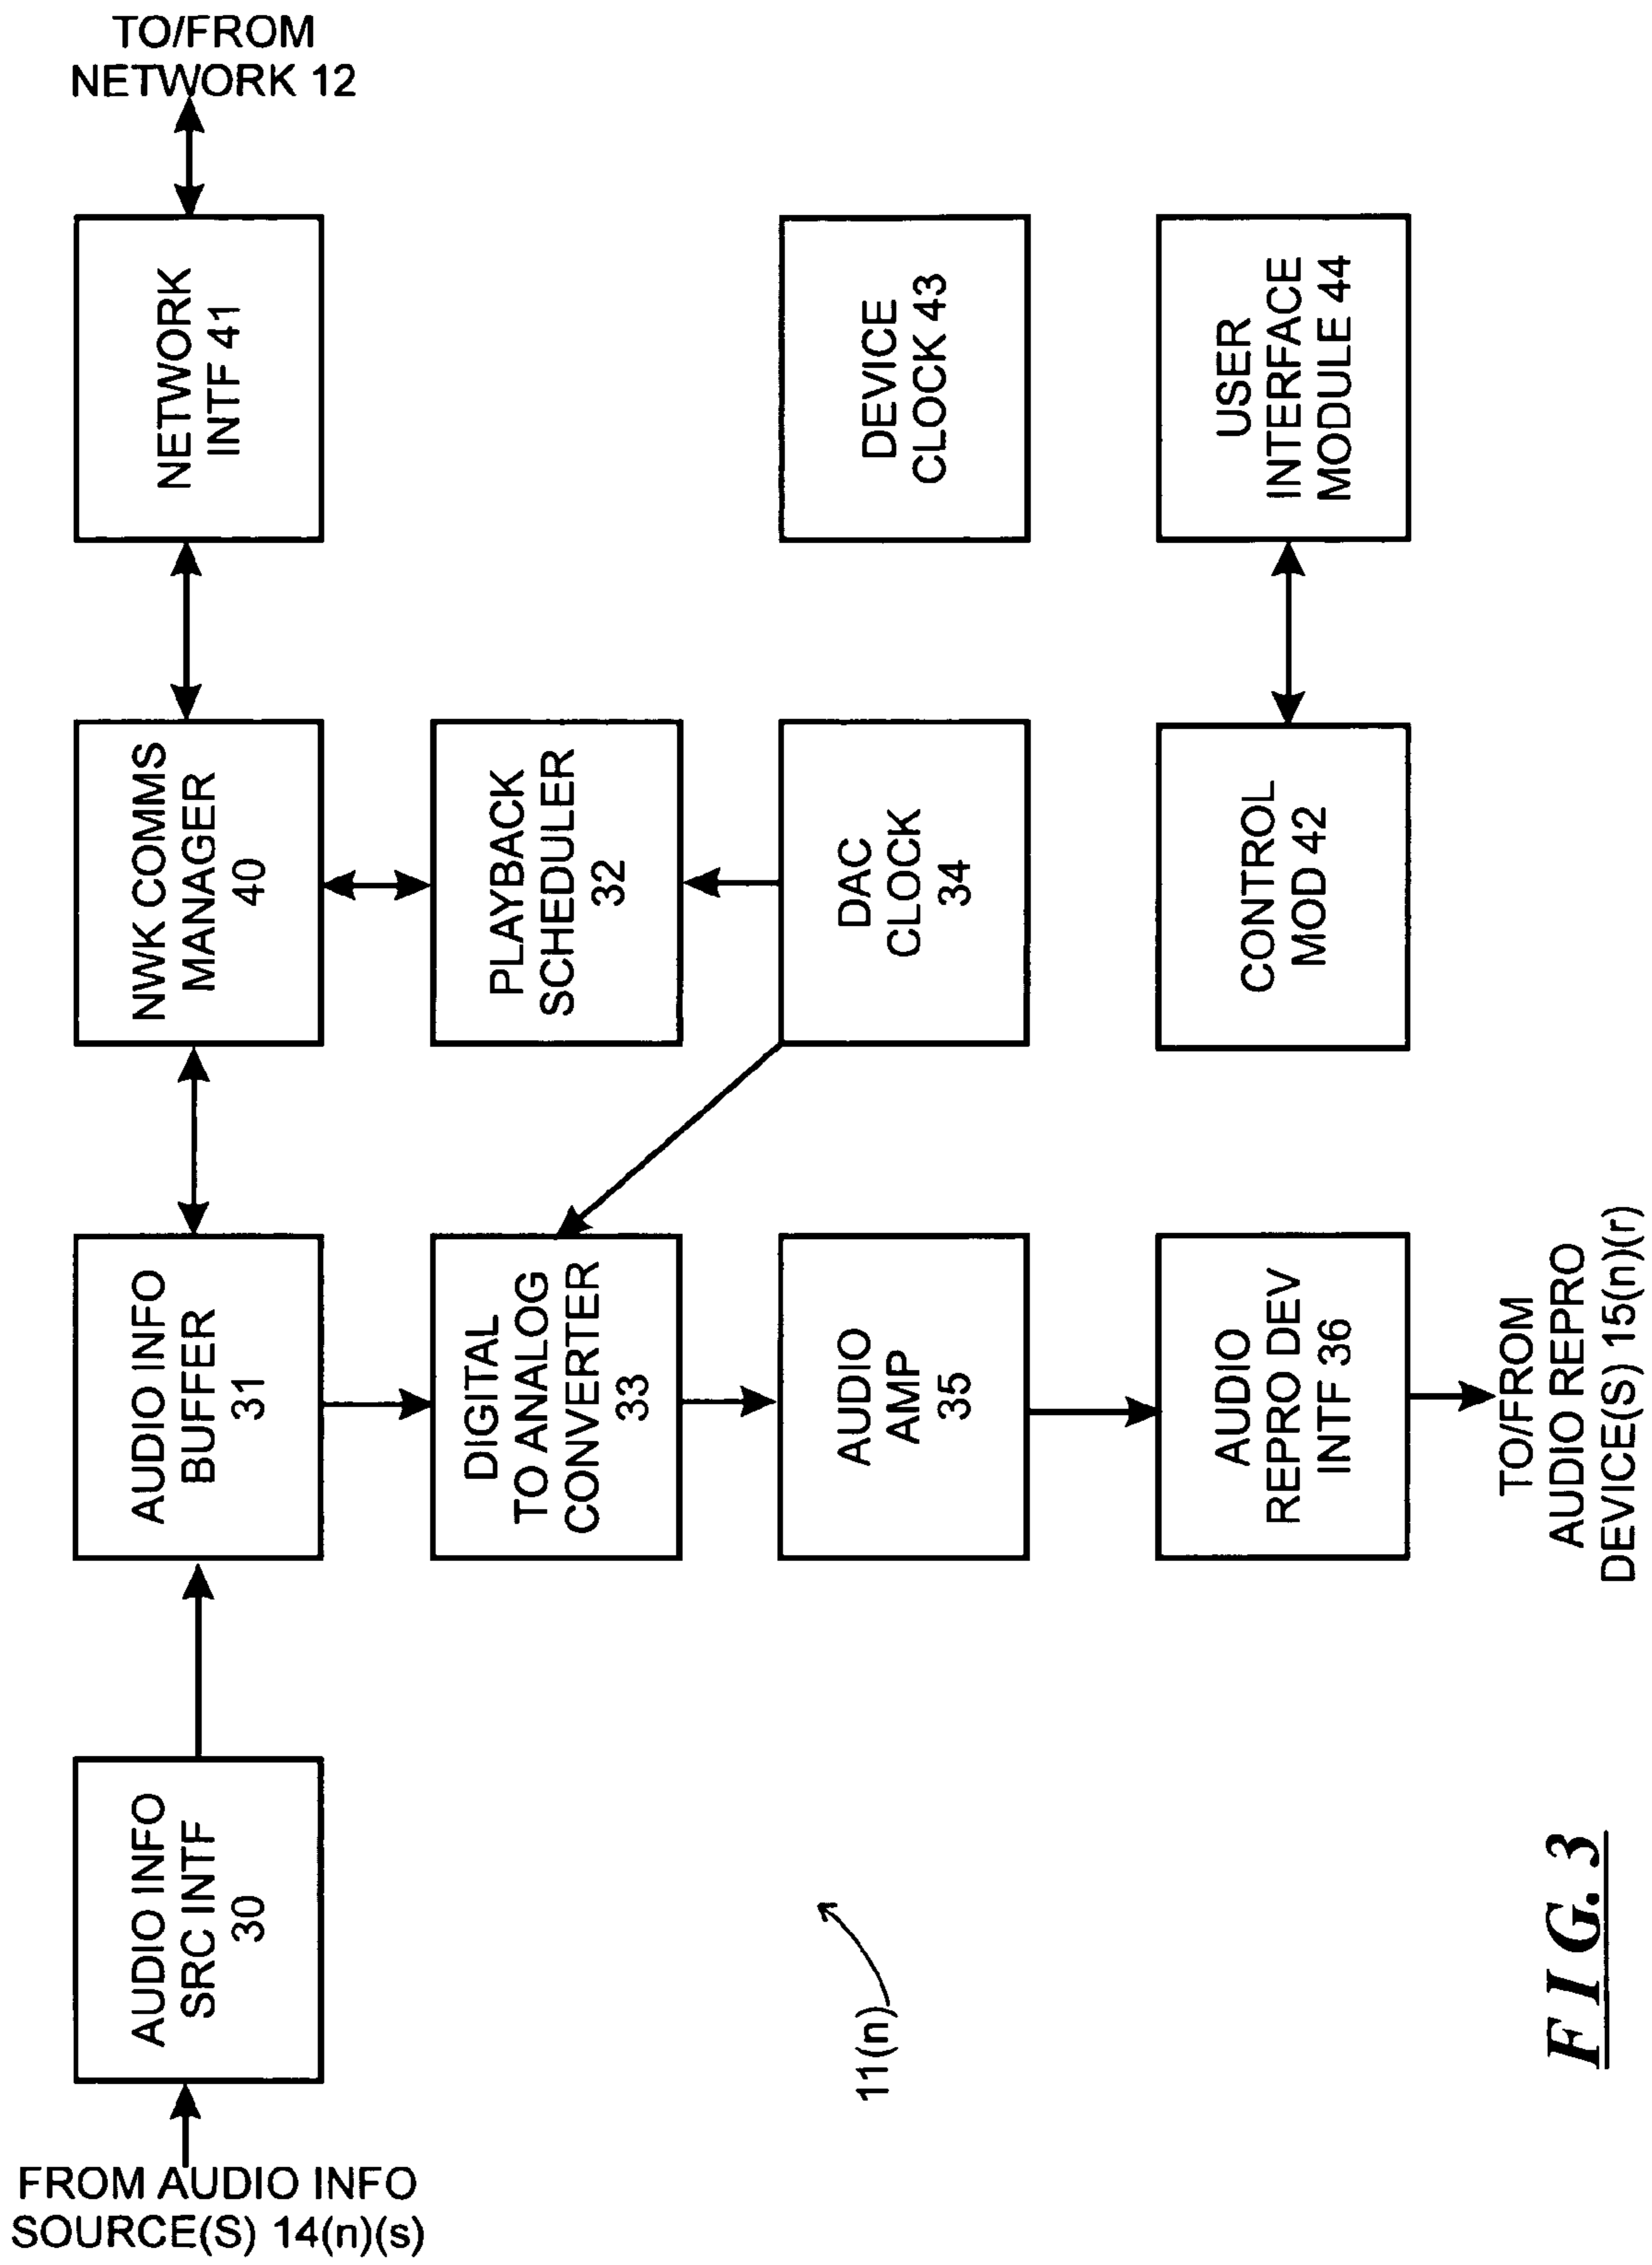 FROM AUDIO INFO
SOURCE(S) 14(n)(s)
AUDIO INFO
SRC INTF
30
AUDIO INFO
BUFFER
31
NWK COMMS
MANAGER
40
NETWORK
INTF 41
TO/FROM
NETWORK 12
DIGITAL
TO ANALOG
CONVERTER
33
PLAYBACK
SCHEDULER
32
AUDIO
AMP
35
DAC
CLOCK
34
DEVICE
CLOCK 43
11(n)
AUDIO
REPRO DEV
INTF 36
CONTROL
MOD 42
USER
INTERFACE
MODULE 44
TO/FROM
AUDIO REPRO
DEVICE(S) 15(n)(r)
FIG. 3